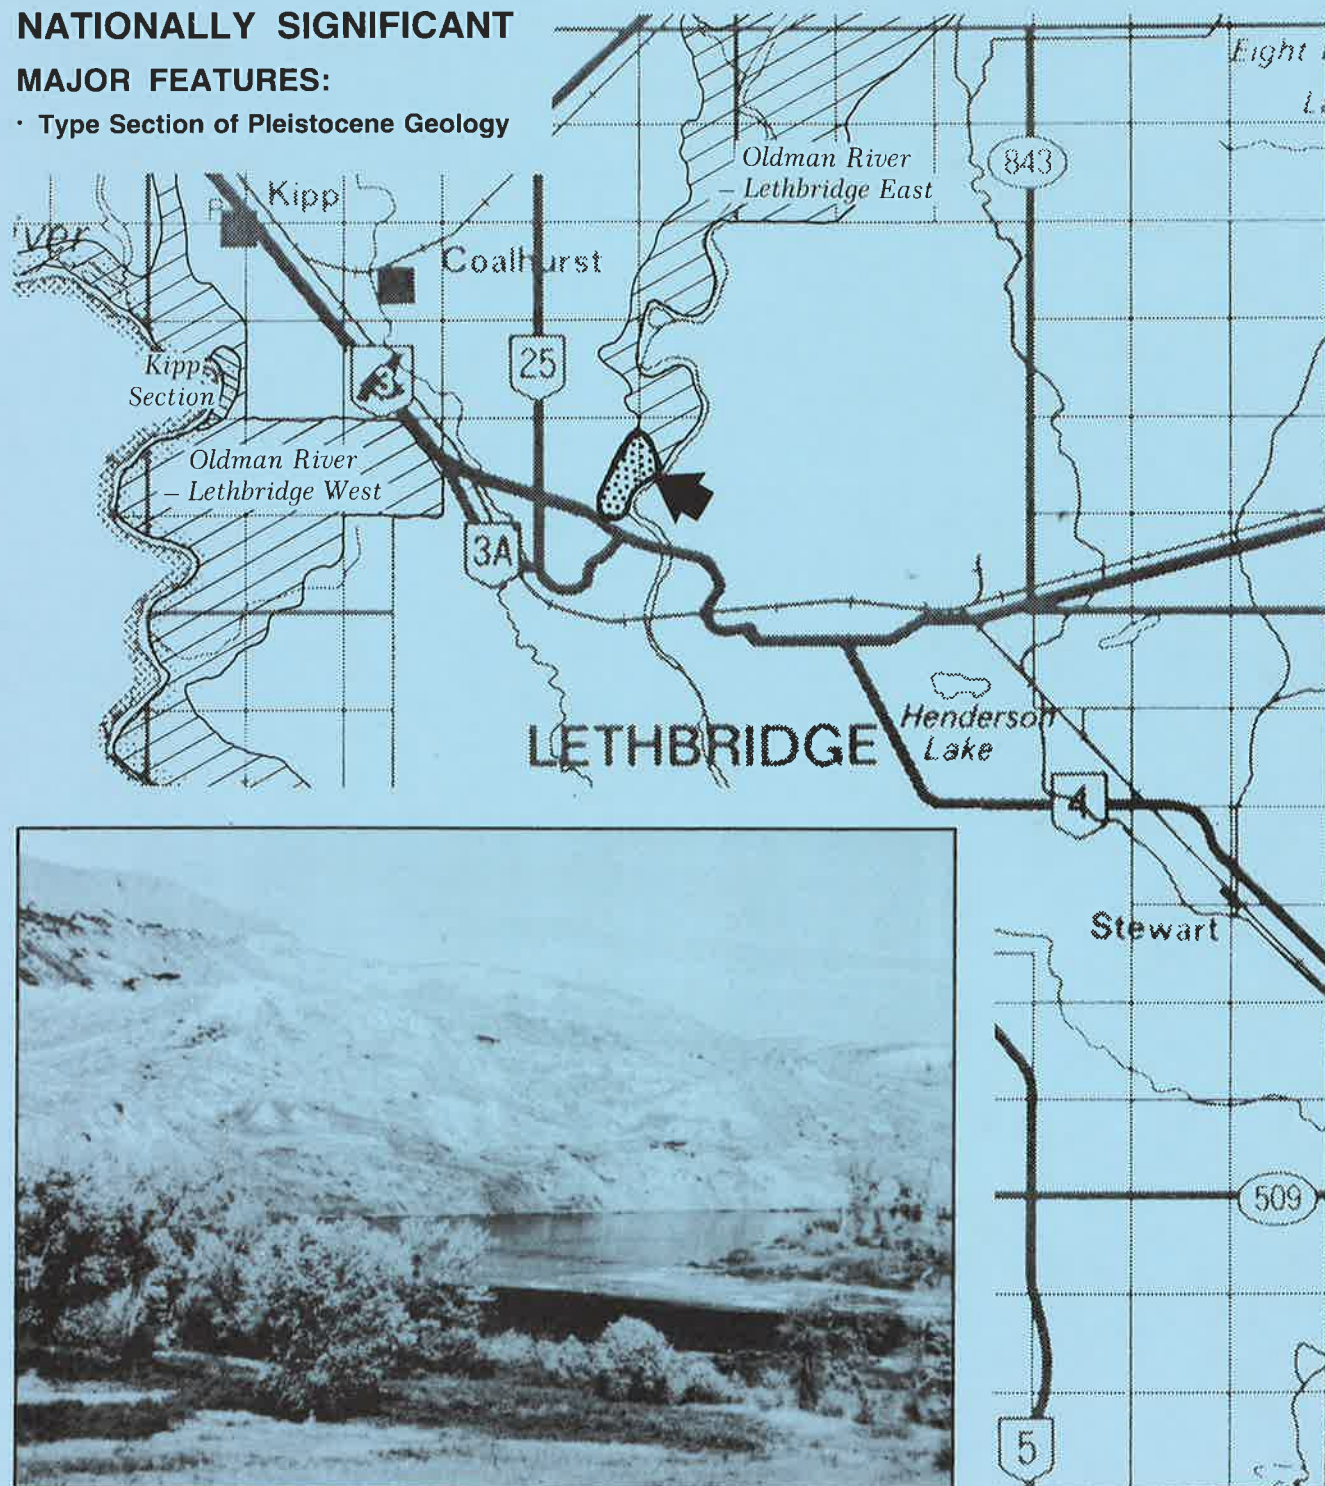 NATIONALLY SIGNIFICANT
MAJOR FEATURES:
· Type Section of Pleistocene Geology
Eight
Oldman River
– Lethbridge East
843
Kipp
Coalhurst
25
Kipp
Section
3
Oldman River
– Lethbridge West
3A
LETHBRIDGE
Henderson
Lake
4
Stewart
509
5